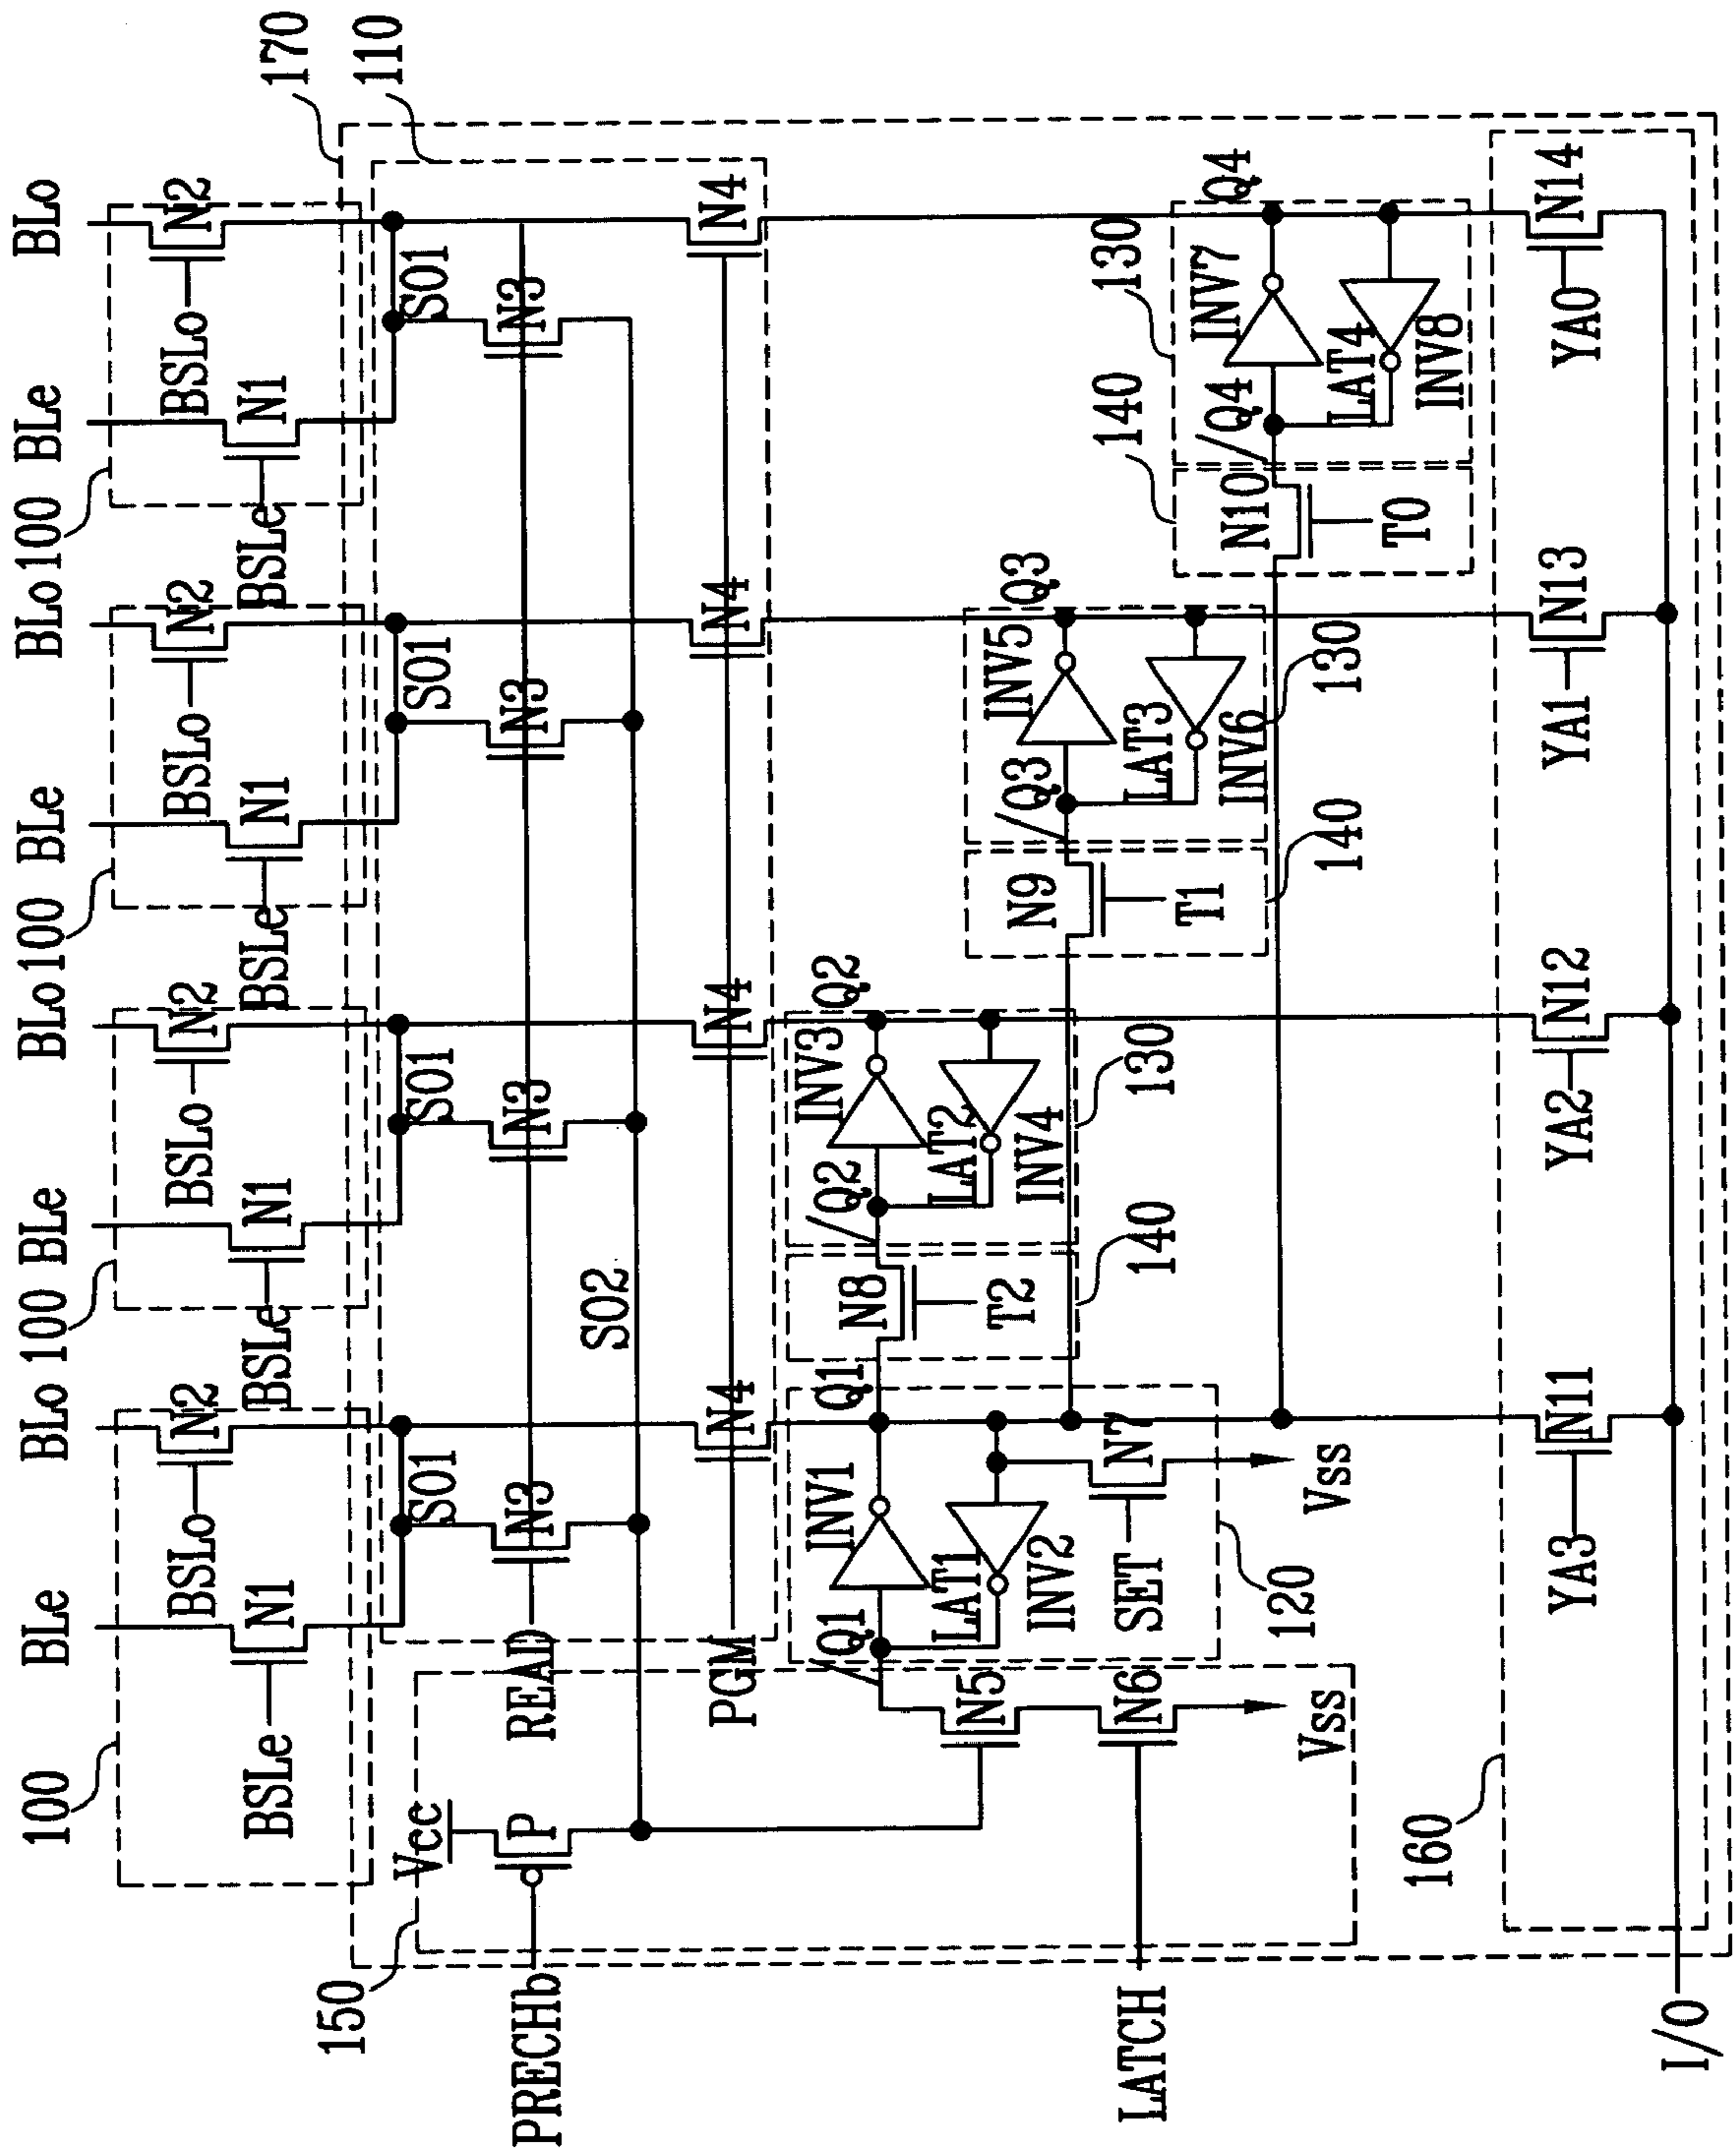 BLe BLo BLe BLo BLe BLo BLe BLo
100 100 100 100
170
110
N2 N2 N2 N2
BSLo BSLo BSLo BSLo
N1 N1 N1 N1
BSLe BSLe BSLe BSLe
SO1 SO1 SO1 SO1
150
Vcc
P
PRECHb
READ
N3 N3 N3 N3
SO2
PGM
N4 N4 N4 N4
/Q1 INV1 Q1
LAT1
INV2
N8
T2
140
/Q2 INV3 Q2
LAT2
INV4
130
N9
T1
140
/Q3 INV5 Q3
LAT3
INV6
130
140
N10
T0
130
/Q4 INV7 Q4
LAT4
INV8
N5
N6
Vss
LATCH
SET
N7
Vss
120
160
YA3 N11
YA2 N12
YA1 N13
YA0 N14
I/O